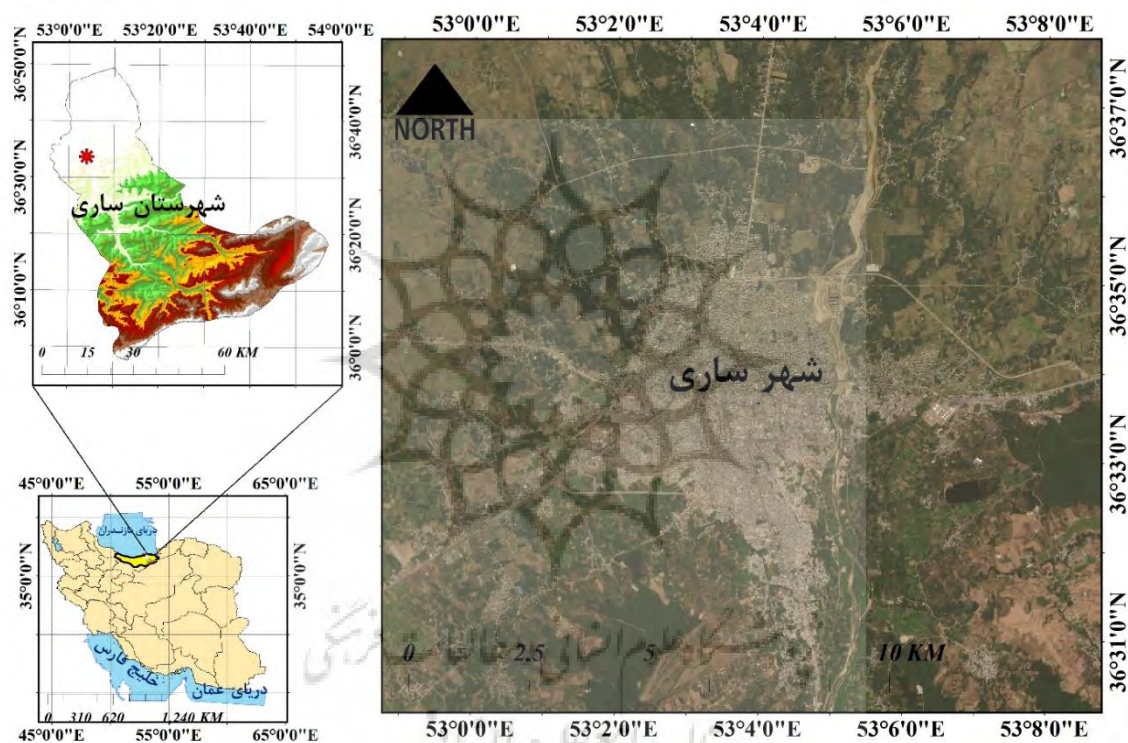 53°0'0"E 53°20'0"E 53°40'0"E 54°0'0"E
36°50'0"N
36°40'0"N
36°30'0"N
36°20'0"N
36°10'0"N
36°0'0"N
شهرستان ساری
0 15 30 60 KM
45°0'0"E 55°0'0"E 65°0'0"E
35°0'0"N
35°0'0"N
دریای مازندران
خلیج فارس
دریای عمان
0 310 620 1,240 KM
45°0'0"E 55°0'0"E 65°0'0"E
53°0'0"E 53°2'0"E 53°4'0"E 53°6'0"E 53°8'0"E
NORTH
36°37'0"N
36°35'0"N
36°33'0"N
36°31'0"N
شهر ساری
0 2.5 5 10 KM
53°0'0"E 53°2'0"E 53°4'0"E 53°6'0"E 53°8'0"E